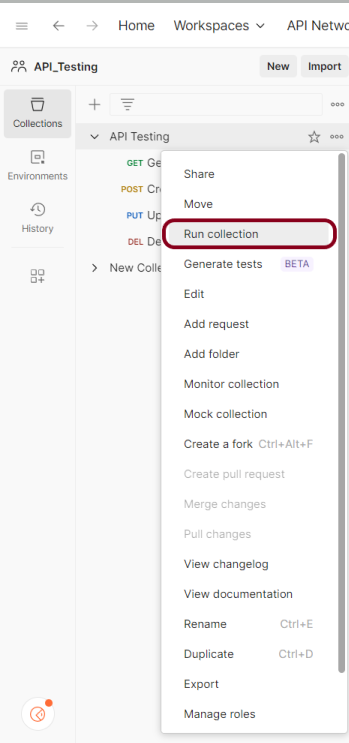 Home Workspaces API Netwo
API_Testing New Import
Collections
Environments
History
API Testing
GET Ge
POST Cre
PUT Up
DEL De
New Colle
Share
Move
Run collection
Generate tests BETA
Edit
Add request
Add folder
Monitor collection
Mock collection
Create a fork Ctrl+Alt+F
Create pull request
Merge changes
Pull changes
View changelog
View documentation
Rename Ctrl+E
Duplicate Ctrl+D
Export
Manage roles